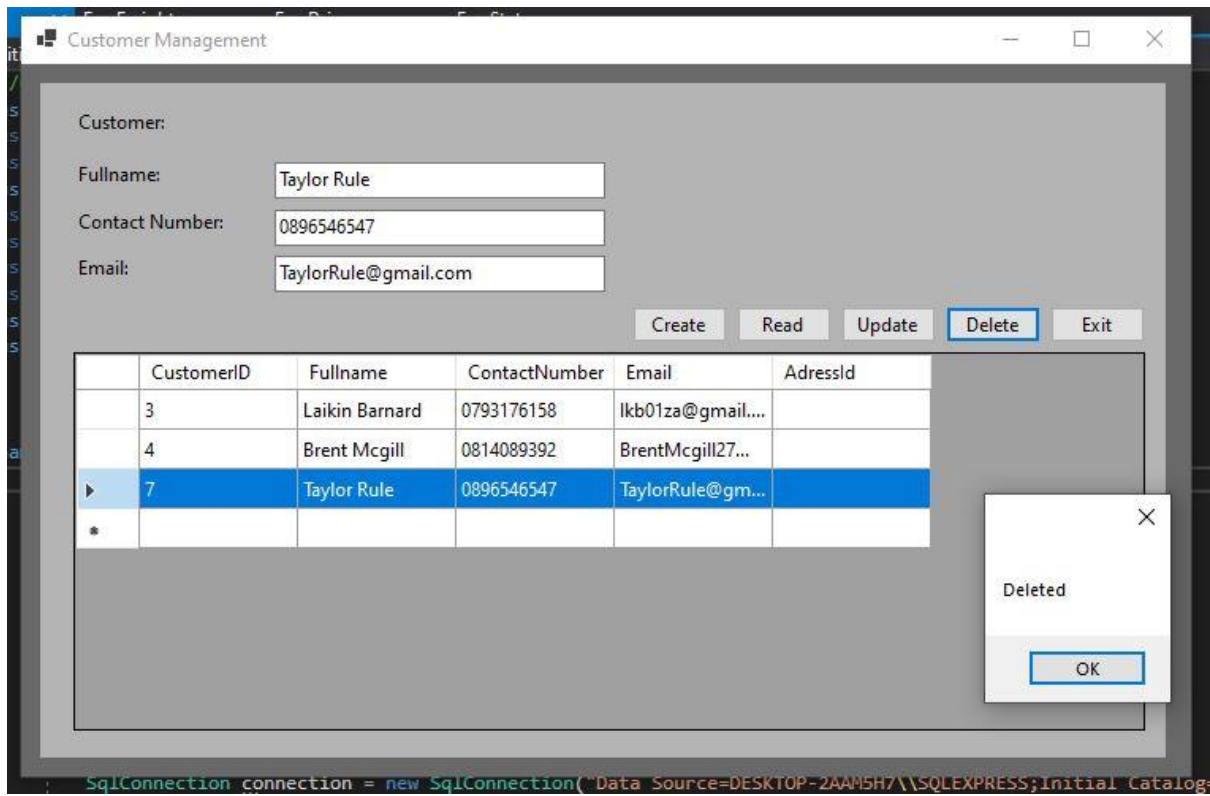 Customer Management
Customer:
Fullname: Taylor Rule
Contact Number: 0896546547
Email: TaylorRule@gmail.com
Create Read Update Delete Exit
CustomerID Fullname ContactNumber Email AdressId
3 Laikin Barnard 0793176158 lkb01za@gmail....
4 Brent Mcgill 0814089392 BrentMcgill27...
7 Taylor Rule 0896546547 TaylorRule@gm...
Deleted
OK
SqlConnection connection = new SqlConnection("Data Source=DESKTOP-2AAM5H7\\SQLEXPRESS;Initial Catalog=